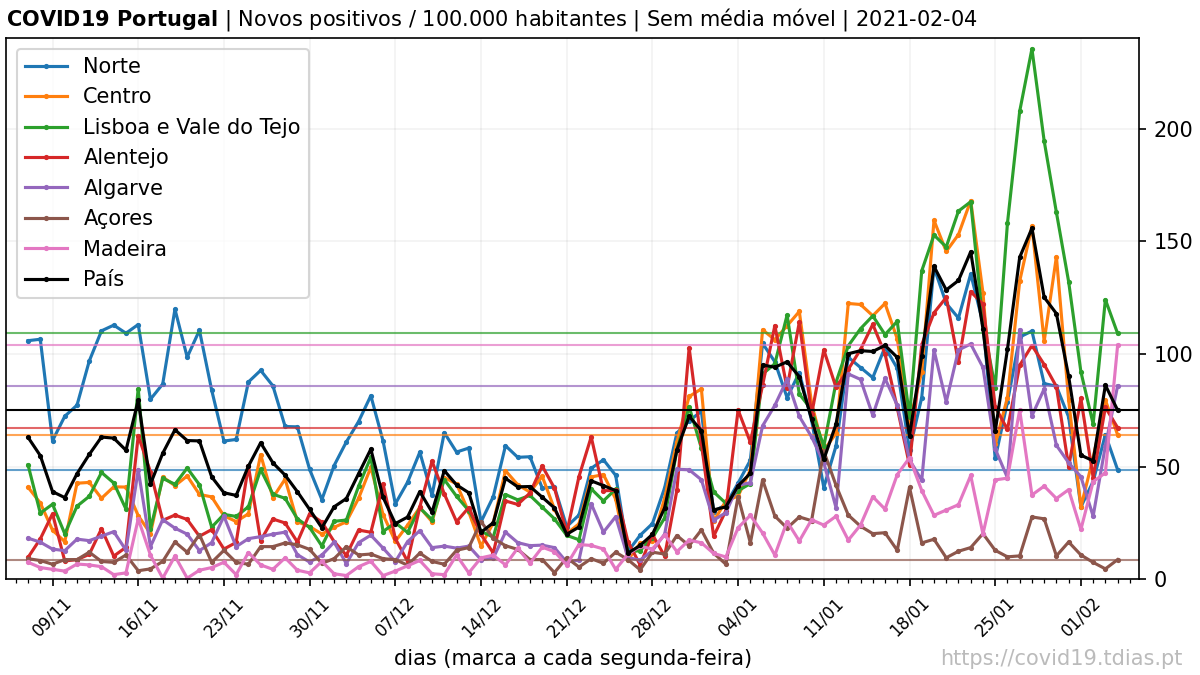 COVID19 Portugal | Novos positivos / 100.000 habitantes | Sem média móvel | 2021-02-04
Norte
Centro
Lisboa e Vale do Tejo
Alentejo
Algarve
Açores
Madeira
País
200
150
100
50
0
09/11 16/11 23/11 30/11 07/12 14/12 21/12 28/12 04/01 11/01 18/01 25/01 01/02
dias (marca a cada segunda-feira)
https://covid19.tdias.pt